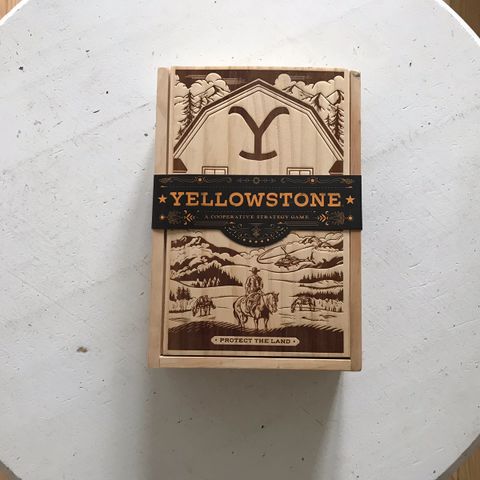 Y
YELLOWSTONE
A COOPERATIVE STRATEGY GAME
PROTECT THE LAND